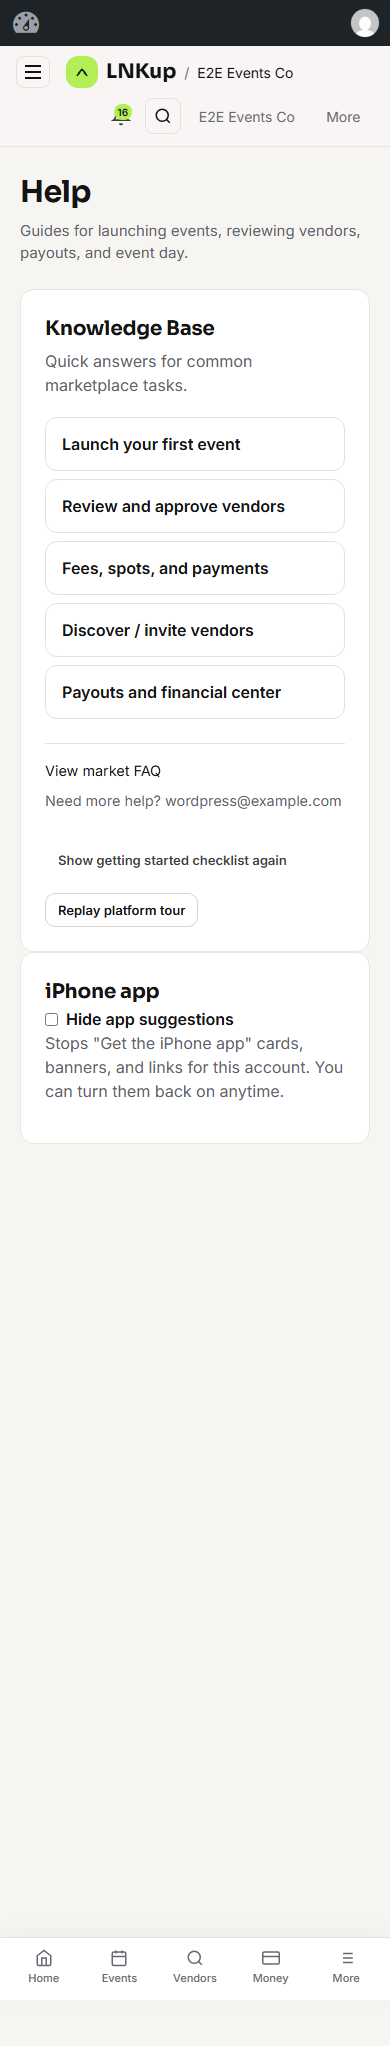 LNKup / E2E Events Co
16
E2E Events Co
More
Help
Guides for launching events, reviewing vendors,
payouts, and event day.
Knowledge Base
Quick answers for common
marketplace tasks.
Launch your first event
Review and approve vendors
Fees, spots, and payments
Discover / invite vendors
Payouts and financial center
View market FAQ
Need more help? wordpress@example.com
Show getting started checklist again
Replay platform tour
iPhone app
Hide app suggestions
Stops "Get the iPhone app" cards,
banners, and links for this account. You
can turn them back on anytime.
Home
Events
Vendors
Money
More